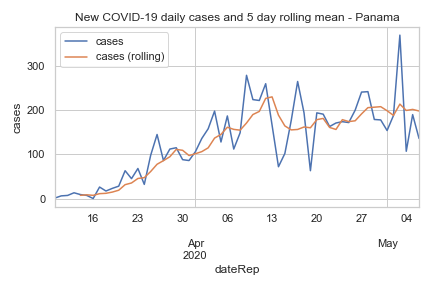 New COVID-19 daily cases and 5 day rolling mean - Panama
cases
cases (rolling)
300
200
100
0
cases
16 23 30 06 13 20 27 04
Apr May
2020
dateRep